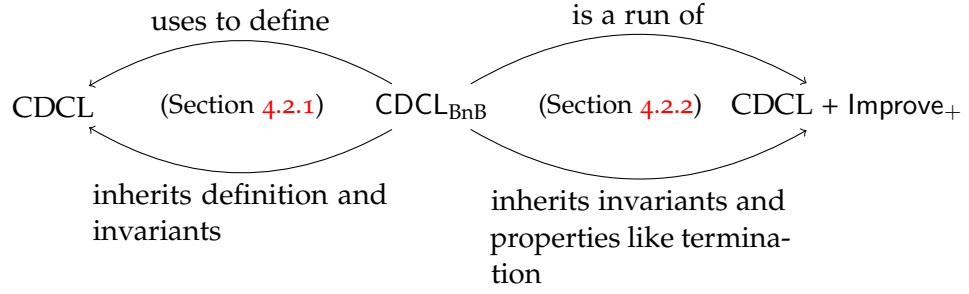 uses to define
is a run of
CDCL (Section 4.2.1) CDCL_BnB (Section 4.2.2) CDCL + Improve_+
inherits definition and
invariants
inherits invariants and
properties like termina-
tion